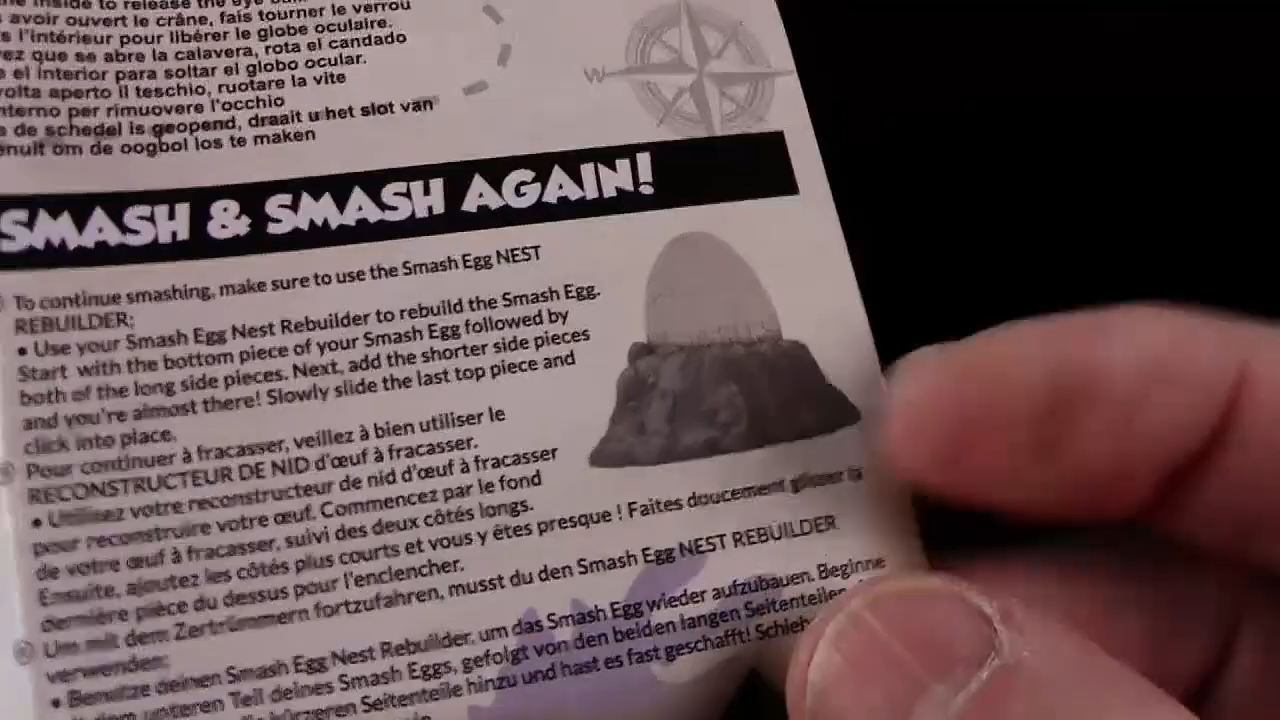 inside to release the eye
avoir ouvert le crâne, fais tourner le verrou
s l'intérieur pour libérer le globe oculaire.
ez que se abre la calavera, rota el candado
e el interior para soltar el globo ocular.
volta aperto il teschio, ruotare la vite
nterno per rimuovere l'occhio
de schedel is geopend, draait u het slot van
enuit om de oogbol los te maken
W
SMASH & SMASH AGAIN!
To continue smashing, make sure to use the Smash Egg NEST
REBUILDER:
• Use your Smash Egg Nest Rebuilder to rebuild the Smash Egg.
Start with the bottom piece of your Smash Egg followed by
both of the long side pieces. Next, add the shorter side pieces
and you're almost there! Slowly slide the last top piece and
click into place.
Pour continuer à fracasser, veillez à bien utiliser le
RECONSTRUCTEUR DE NID d'œuf à fracasser.
• Utilisez votre reconstructeur de nid d'œuf à fracasser
pour reconstruire votre œuf. Commencez par le fond
de votre œuf à fracasser, suivi des deux côtés longs.
Ensuite, ajoutez les côtés plus courts et vous y êtes presque ! Faites doucement glisser la
dernière pièce du dessus pour l'enclencher.
Um mit dem Zertrümmern fortzufahren, musst du den Smash Egg NEST REBUILDER
verwenden:
• Benutze deinen Smash Egg Nest Rebuilder, um das Smash Egg wieder aufzubauen. Beginne
dem unteren Teil deines Smash Eggs, gefolgt von den beiden langen Seitenteilen
kürzeren Seitenteile hinzu und hast es fast geschafft! Schieb